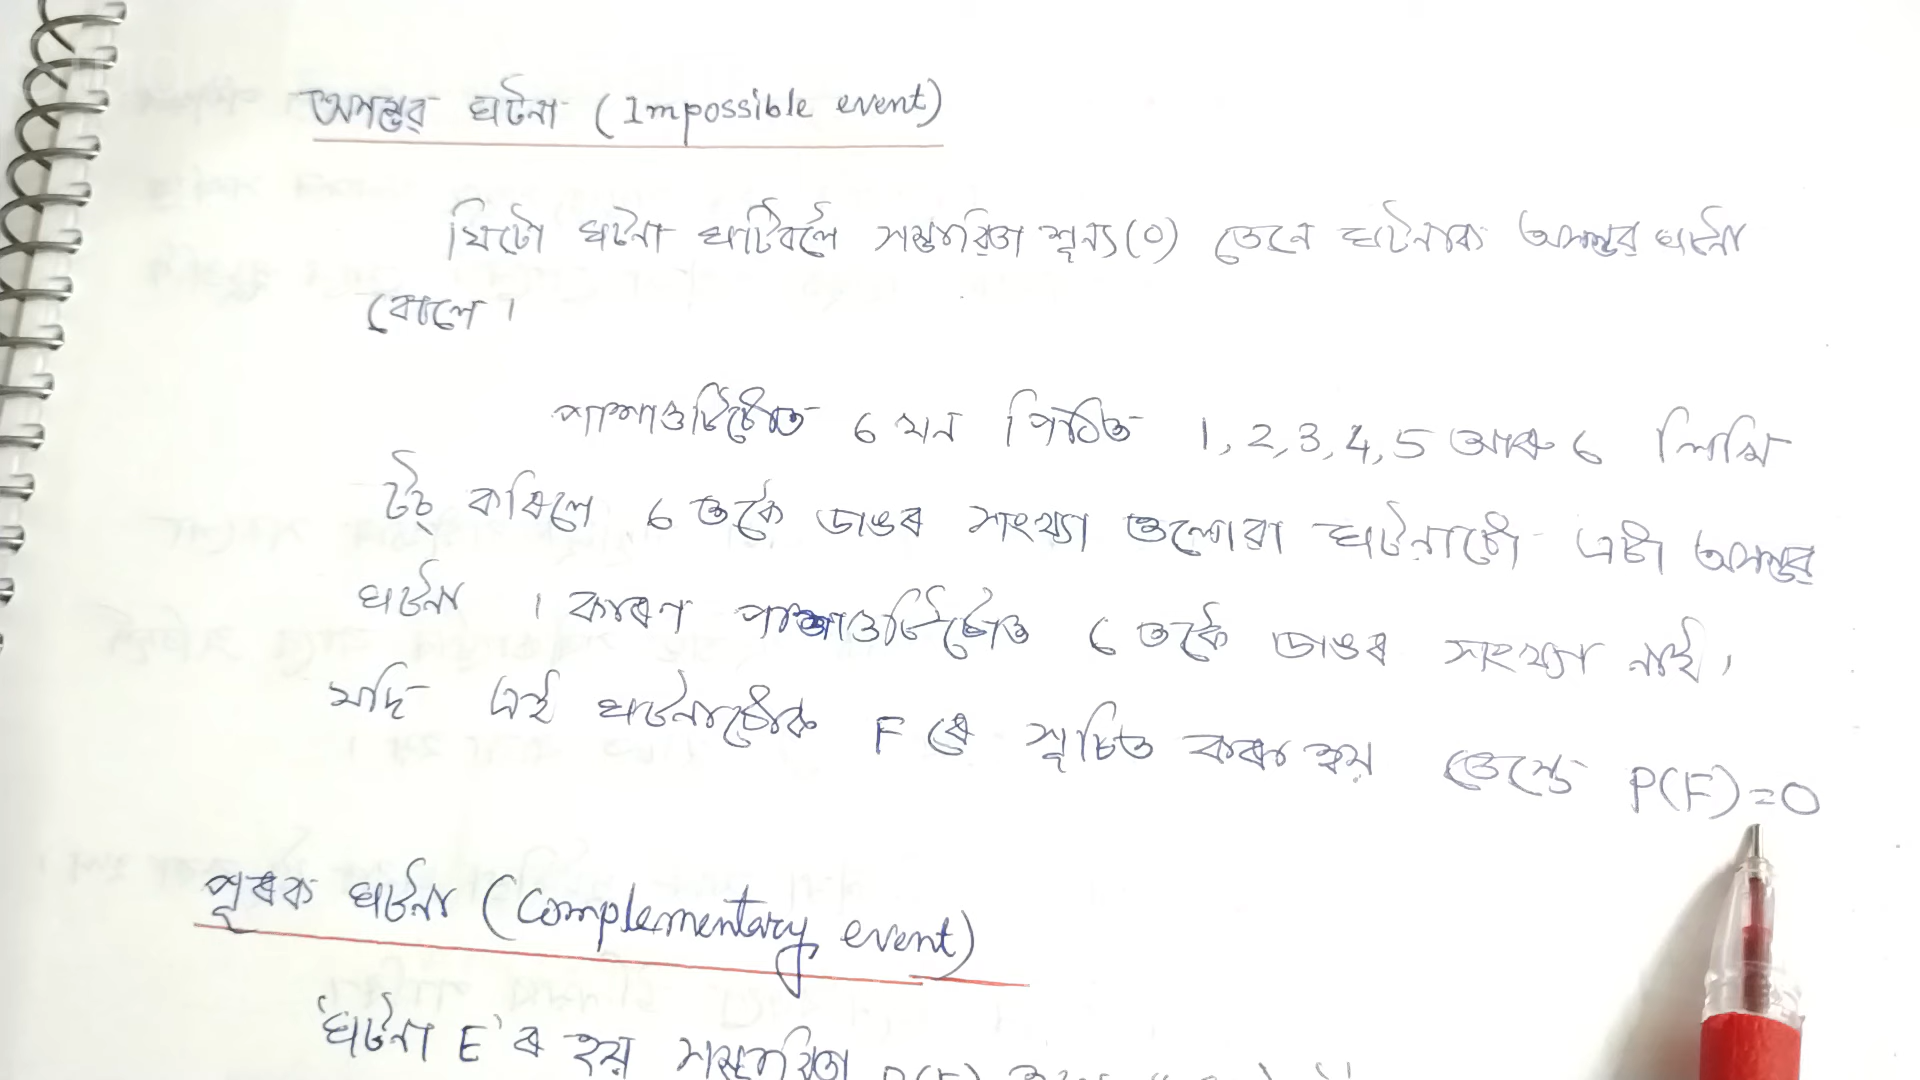 অসম্ভৱ ঘটনা (Impossible event)
যিটো ঘটনা ঘটিবলৈ সম্ভাৱিতা শূন্য (0) তেনে ঘটনাক অসম্ভৱ ঘটনা
বোলে ।
পাশাগুটিটোত 6 খন পিঠিত 1, 2, 3, 4, 5 আৰু 6 লিখি
টছ্ কৰিলে 6 তকৈ ডাঙৰ সংখ্যা ওলোৱা ঘটনাটো এটা অসম্ভৱ
ঘটনা । কাৰণ পাশাগুটিটোত 6 তকৈ ডাঙৰ সংখ্যা নাই ।
যদি এই ঘটনাটোক F ৰে সূচিত কৰা হয় তেন্তে P(F)=0
পূৰক ঘটনা (Complementary event)
ঘটনা E'ৰ হয় সম্ভাৱিতা